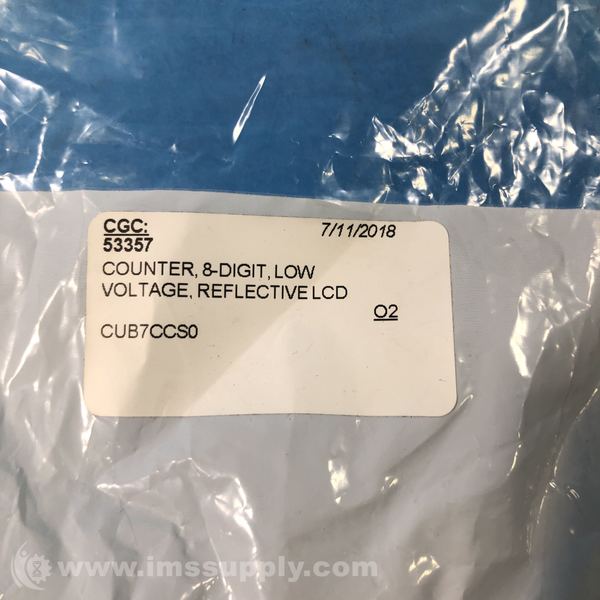 CGC: 7/11/2018
53357
COUNTER, 8-DIGIT, LOW
VOLTAGE, REFLECTIVE LCD
O2
CUB7CCS0
www.imssupply.com